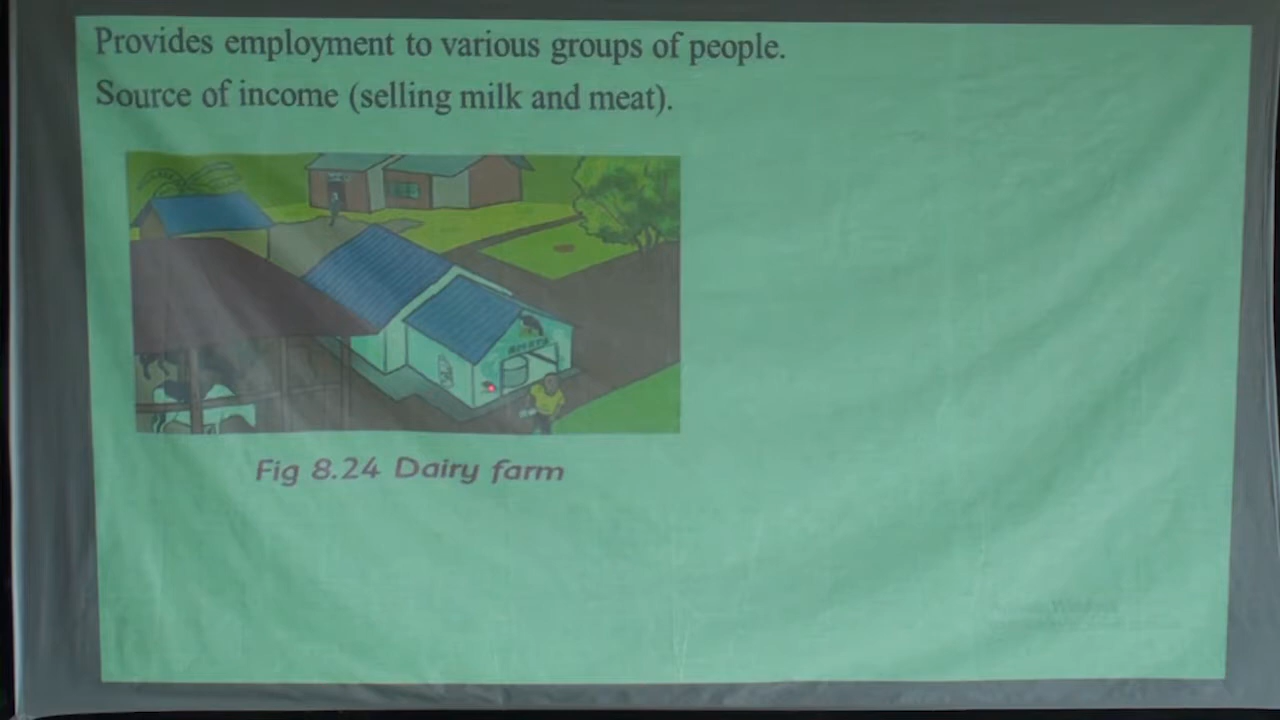 Provides employment to various groups of people.
Source of income (selling milk and meat).
Fig 8.24 Dairy farm